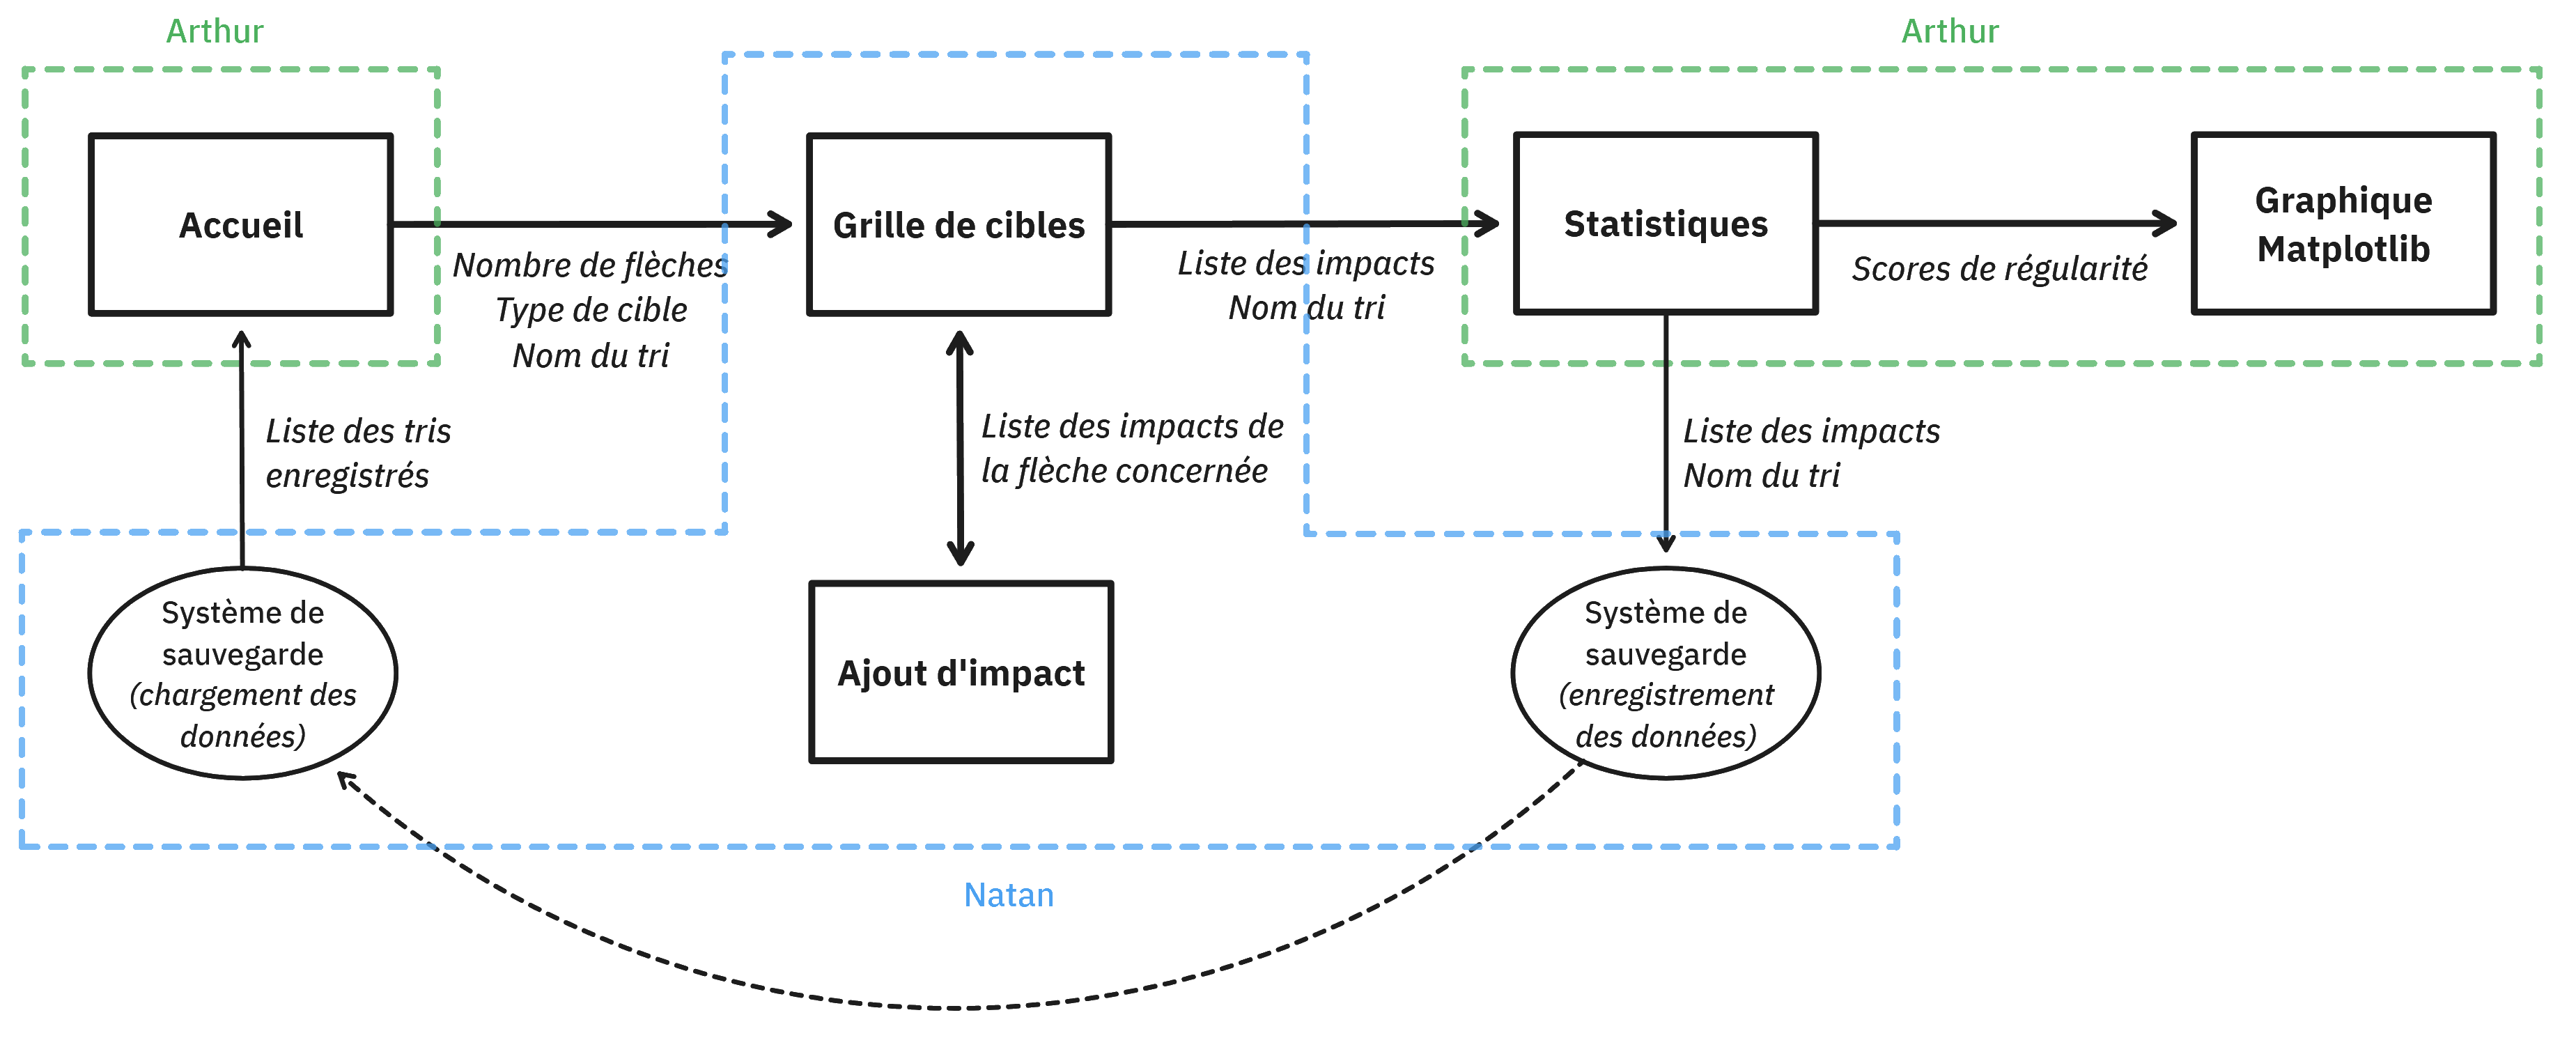 Arthur
Arthur
Accueil
Grille de cibles
Statistiques
Graphique
Matplotlib
Nombre de flèches
Type de cible
Nom du tri
Liste des impacts
Nom du tri
Scores de régularité
Liste des tris
enregistrés
Liste des impacts de
la flèche concernée
Liste des impacts
Nom du tri
Système de
sauvegarde
(chargement des
données)
Ajout d'impact
Système de
sauvegarde
(enregistrement
des données)
Natan